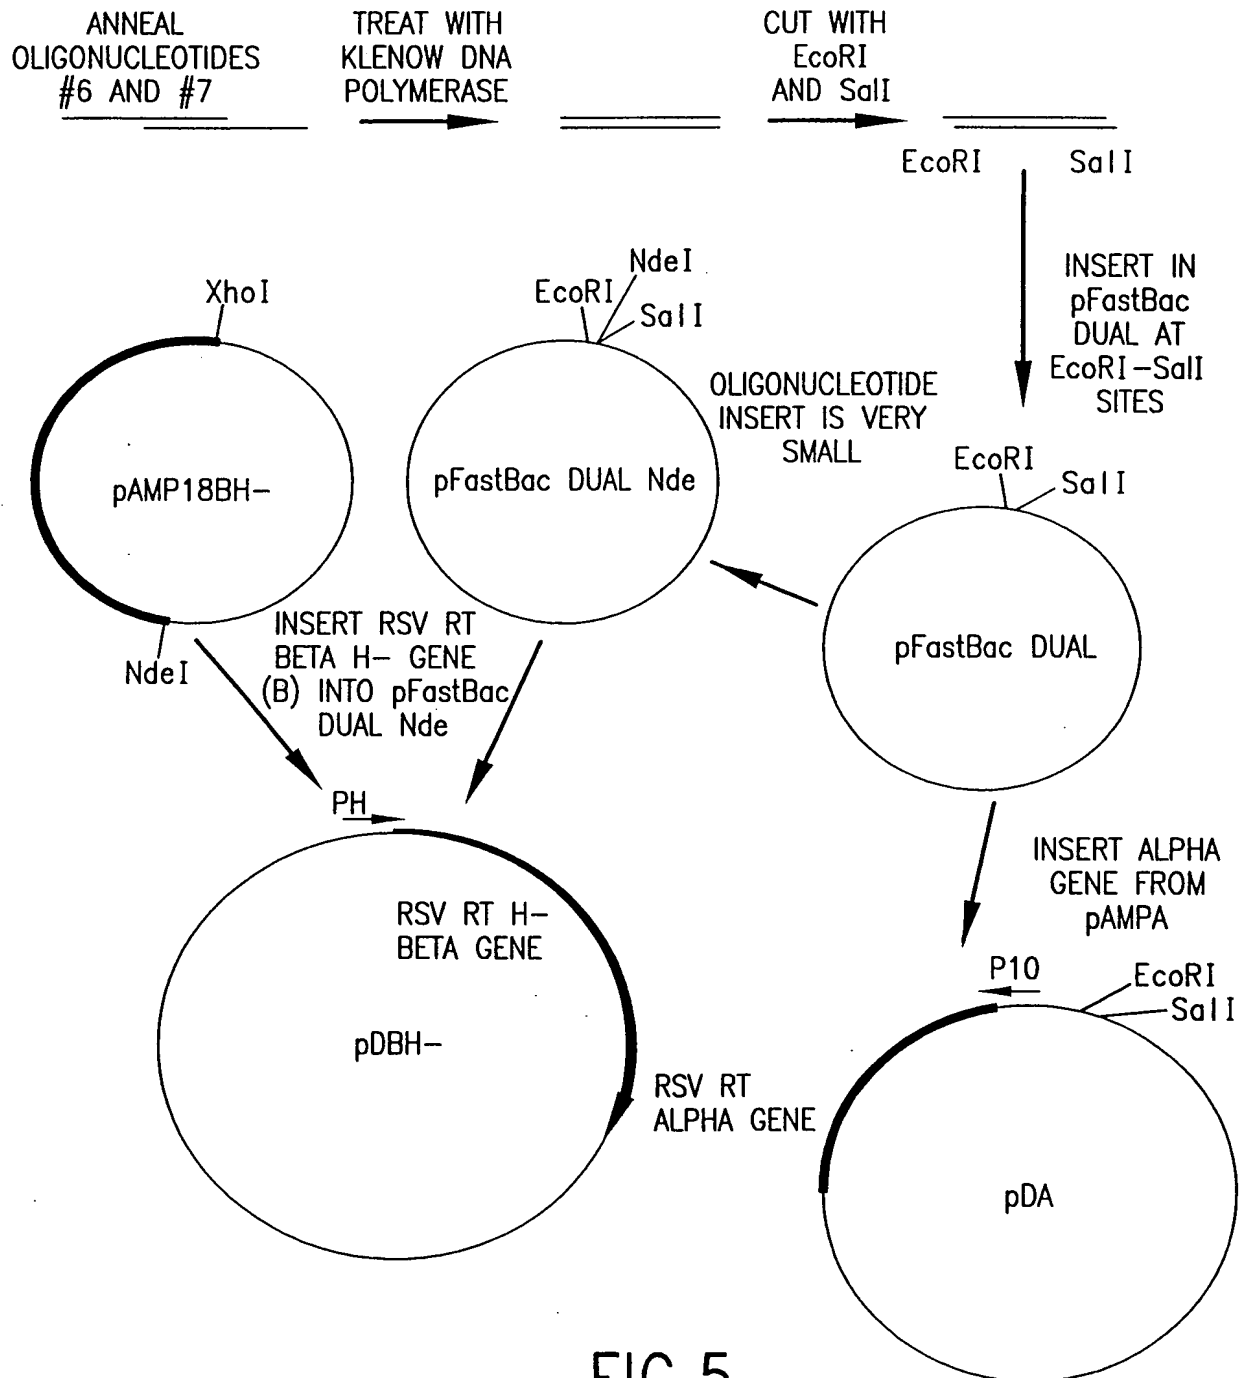 ANNEAL
OLIGONUCLEOTIDES
#6 AND #7
TREAT WITH
KLENOW DNA
POLYMERASE
CUT WITH
EcoRI
AND SalI
EcoRI
SalI
INSERT IN
pFastBac
DUAL AT
EcoRI-SalI
SITES
XhoI
pAMP18BH-
NdeI
EcoRI
NdeI
SalI
pFastBac DUAL Nde
OLIGONUCLEOTIDE
INSERT IS VERY
SMALL
EcoRI
SalI
pFastBac DUAL
INSERT RSV RT
BETA H- GENE
(B) INTO pFastBac
DUAL Nde
PH
RSV RT H-
BETA GENE
pDBH-
RSV RT
ALPHA GENE
INSERT ALPHA
GENE FROM
pAMPA
P10
EcoRI
SalI
pDA
FIG. 5